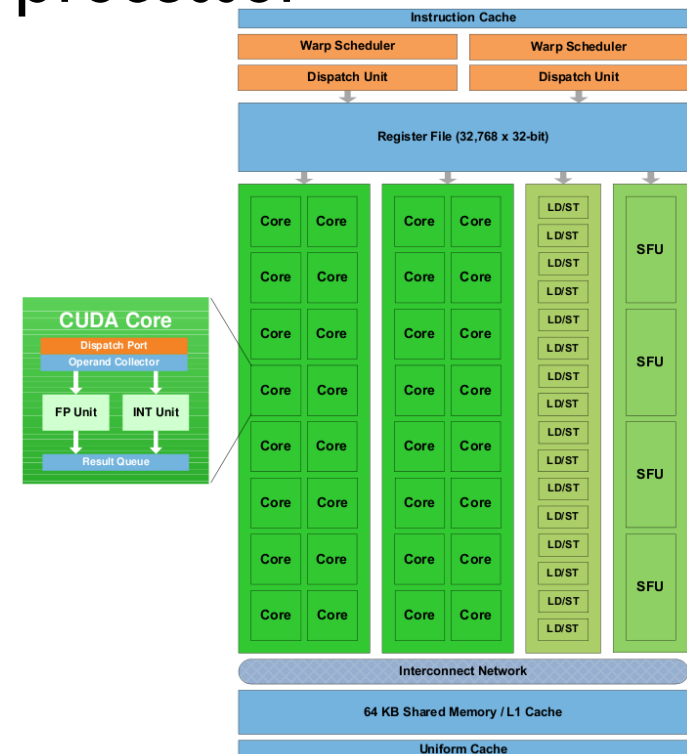 processor
Instruction Cache
Warp Scheduler Warp Scheduler
Dispatch Unit Dispatch Unit
Register File (32,768 x 32-bit)
Core Core Core Core LD/ST LD/ST SFU
Core Core Core Core LD/ST LD/ST
Core Core Core Core LD/ST LD/ST SFU
Core Core Core Core LD/ST LD/ST
Core Core Core Core LD/ST LD/ST SFU
Core Core Core Core LD/ST LD/ST
Core Core Core Core LD/ST LD/ST SFU
Core Core Core Core LD/ST LD/ST
CUDA Core
Dispatch Port
Operand Collector
FP Unit INT Unit
Result Queue
Interconnect Network
64 KB Shared Memory / L1 Cache
Uniform Cache